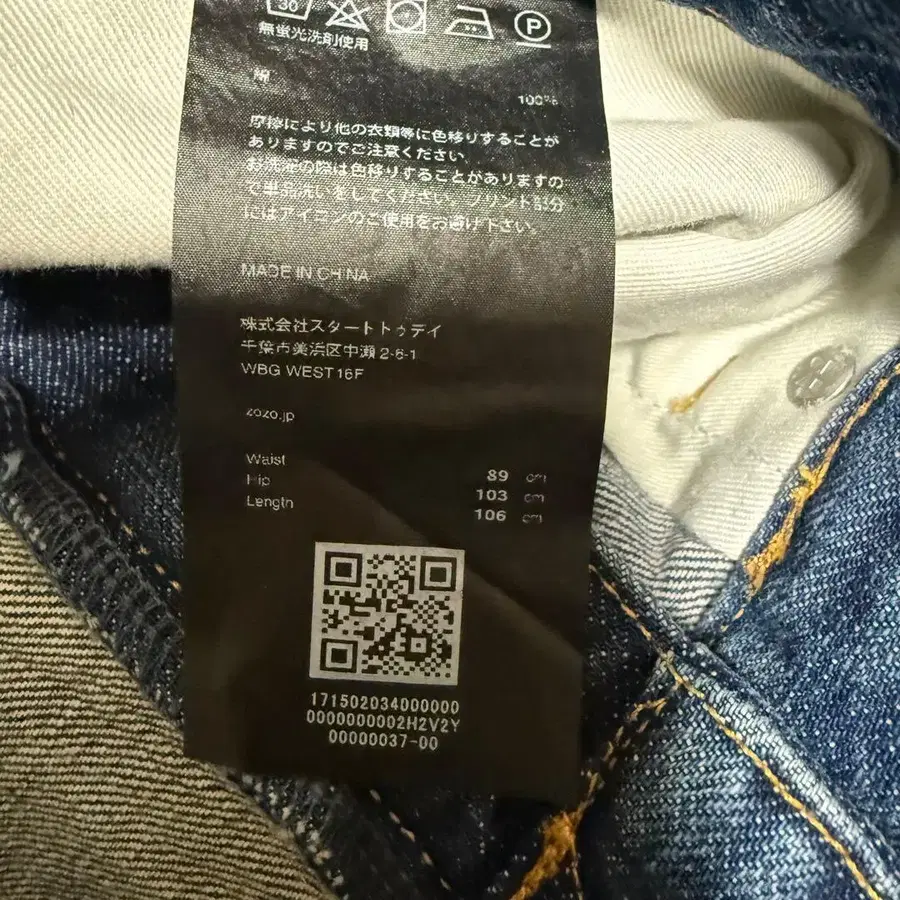 30
P
無蛍光洗剤使用
綿 100%
摩擦により他の衣類等に色移りすることが
ありますのでご注意ください
お洗濯の際は色移りすることがありますの
で単品洗いをしてください。プリント部分
にはアイロンのご使用をお避け下さい。
MADE IN CHINA
株式会社スタートトゥデイ
千葉市美浜区中瀬 2-6-1
WBG WEST16F
zozo.jp
Waist 89 cm
Hip 103 cm
Length 106 cm
171502034000000
0000000002H2V2Y
00000037-00